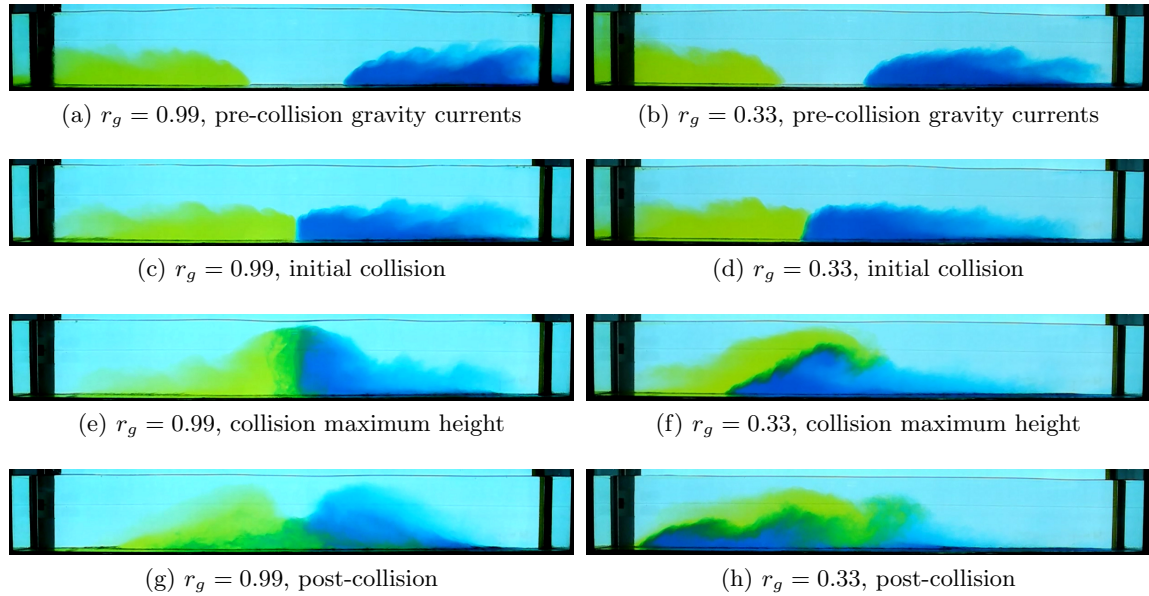 (a) r_g = 0.99, pre-collision gravity currents
(b) r_g = 0.33, pre-collision gravity currents
(c) r_g = 0.99, initial collision
(d) r_g = 0.33, initial collision
(e) r_g = 0.99, collision maximum height
(f) r_g = 0.33, collision maximum height
(g) r_g = 0.99, post-collision
(h) r_g = 0.33, post-collision